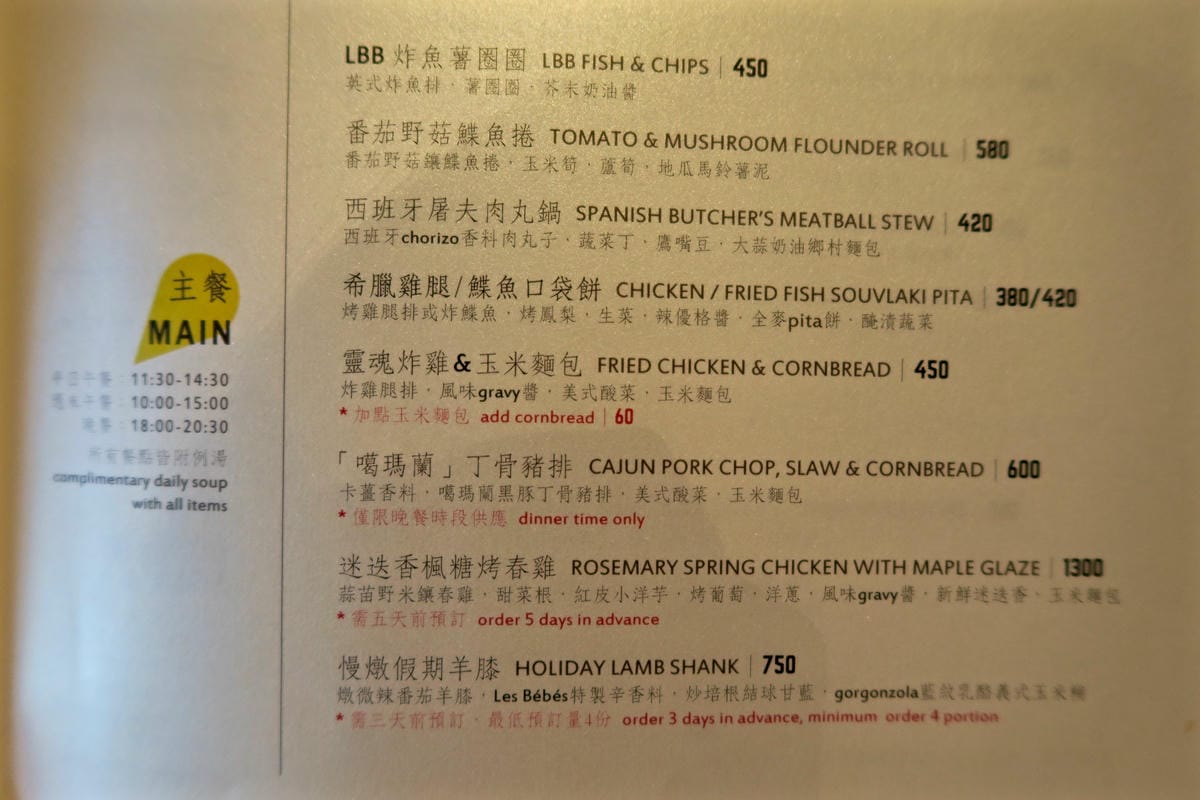 主餐
MAIN
平日午餐：11:30-14:30
週末午餐：10:00-15:00
晚餐：18:00-20:30
所有餐點皆附例湯
complimentary daily soup
with all items
LBB 炸魚薯圈圈 LBB FISH & CHIPS | 450
英式炸魚排．薯圈圈．芥末奶油醬
番茄野菇鰈魚捲 TOMATO & MUSHROOM FLOUNDER ROLL | 580
番茄野菇鑲鰈魚捲．玉米筍．蘆筍．地瓜馬鈴薯泥
西班牙屠夫肉丸鍋 SPANISH BUTCHER'S MEATBALL STEW | 420
西班牙chorizo香料肉丸子．蔬菜丁．鷹嘴豆．大蒜奶油鄉村麵包
希臘雞腿/鰈魚口袋餅 CHICKEN / FRIED FISH SOUVLAKI PITA | 380/420
烤雞腿排或炸鰈魚．烤鳳梨．生菜．辣優格醬．全麥pita餅．醃漬蔬菜
靈魂炸雞&玉米麵包 FRIED CHICKEN & CORNBREAD | 450
炸雞腿排．風味gravy醬．美式酸菜．玉米麵包
* 加點玉米麵包 add cornbread | 60
「噶瑪蘭」丁骨豬排 CAJUN PORK CHOP, SLAW & CORNBREAD | 600
卡薑香料．噶瑪蘭黑豚丁骨豬排．美式酸菜．玉米麵包
* 僅限晚餐時段供應 dinner time only
迷迭香楓糖烤春雞 ROSEMARY SPRING CHICKEN WITH MAPLE GLAZE | 1300
蒜苗野米鑲春雞．甜菜根．紅皮小洋芋．烤葡萄．洋蔥．風味gravy醬．新鮮迷迭香．玉米麵包
* 需五天前預訂 order 5 days in advance
慢燉假期羊膝 HOLIDAY LAMB SHANK | 750
燉微辣番茄羊膝．Les Bébés特製辛香料．炒培根結球甘藍．gorgonzola藍紋乳酪義式玉米
* 需三天前預訂．最低預訂量4份 order 3 days in advance, minimum order 4 portion